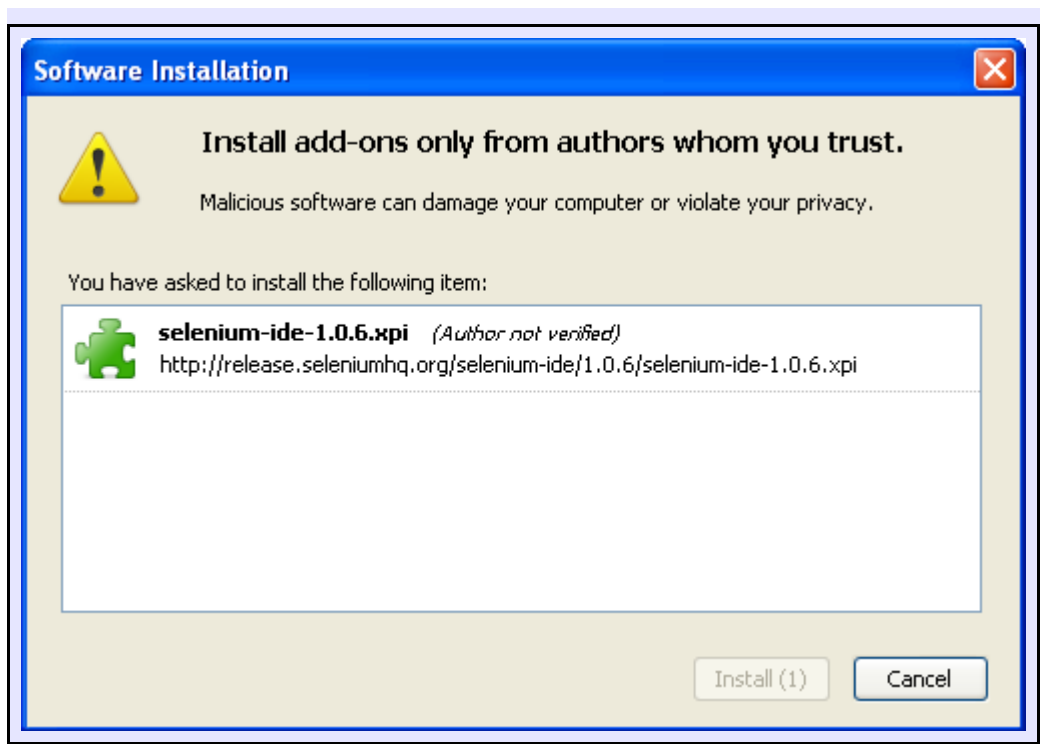 Software Installation
Install add-ons only from authors whom you trust.
Malicious software can damage your computer or violate your privacy.
You have asked to install the following item:
selenium-ide-1.0.6.xpi (Author not verified)
http://release.seleniumhq.org/selenium-ide/1.0.6/selenium-ide-1.0.6.xpi
Install (1) Cancel